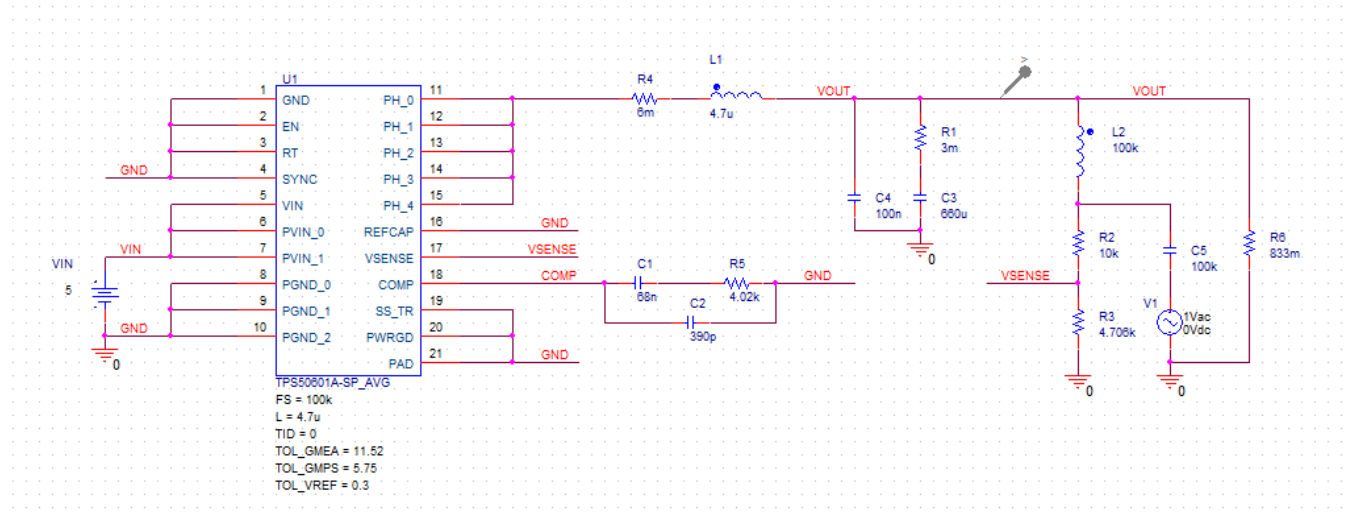 U1
1 GND PH_0 11
2 EN PH_1 12
3 RT PH_2 13
4 SYNC PH_3 14
5 VIN PH_4 15
6 PVIN_0 REFCAP 16
7 PVIN_1 VSENSE 17
8 PGND_0 COMP 18
9 PGND_1 SS_TR 19
10 PGND_2 PWRGD 20
PAD 21
TPS50601A-SP_AVG
FS = 100k
L = 4.7u
TID = 0
TOL_GMEA = 11.52
TOL_GMPS = 5.75
TOL_VREF = 0.3
GND
VIN
VIN
5
GND
0
R4
6m
L1
4.7u
VOUT
V
VOUT
R1
3m
C4
100n
C3
660u
0
L2
100k
R2
10k
C5
100k
R6
833m
GND
VSENSE
COMP
C1
68n
R5
4.02k
GND
C2
390p
GND
VSENSE
R3
4.706k
V1
1Vac
0Vdc
0
0